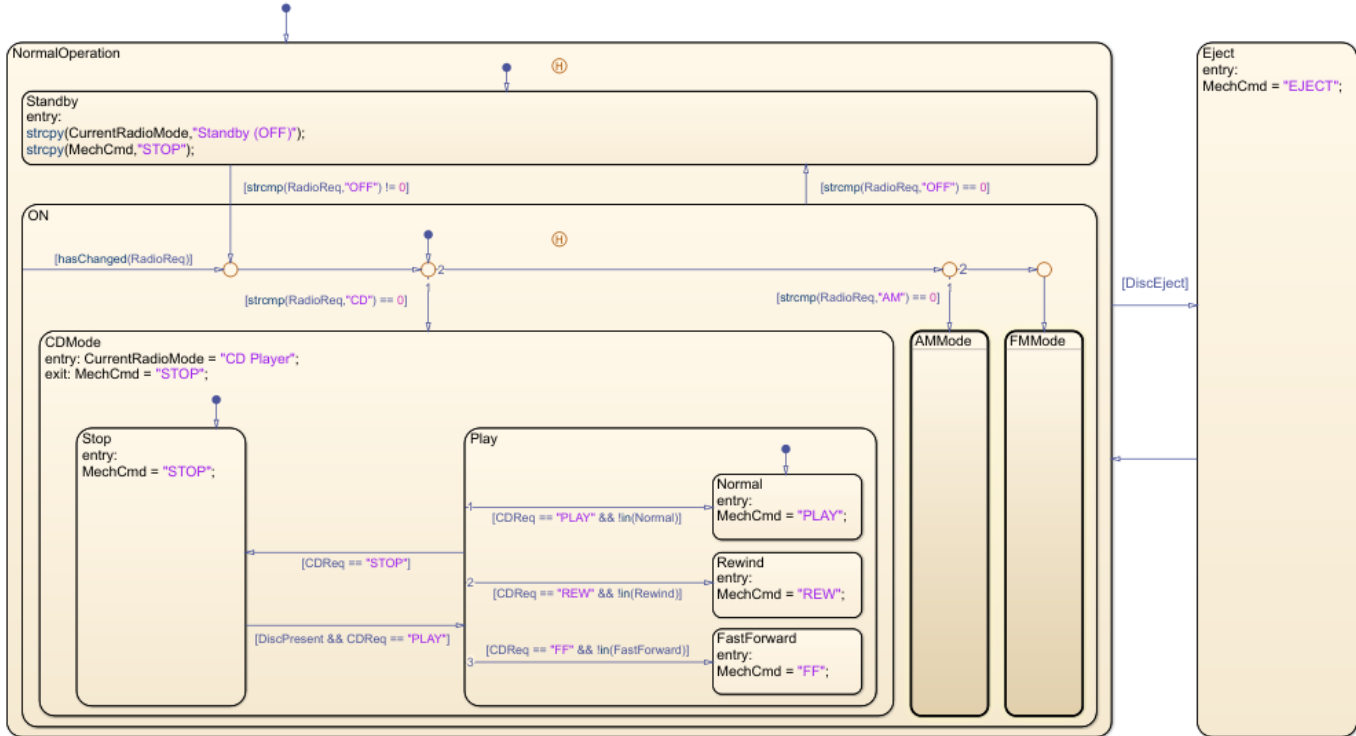 NormalOperation
H
Standby
entry:
strcpy(CurrentRadioMode,"Standby (OFF)");
strcpy(MechCmd,"STOP");
[strcmp(RadioReq,"OFF") != 0]
[strcmp(RadioReq,"OFF") == 0]
ON
H
[hasChanged(RadioReq)]
2
2
1
1
[strcmp(RadioReq,"CD") == 0]
[strcmp(RadioReq,"AM") == 0]
CDMode
entry: CurrentRadioMode = "CD Player";
exit: MechCmd = "STOP";
Stop
entry:
MechCmd = "STOP";
Play
1
[CDReq == "PLAY" && !in(Normal)]
Normal
entry:
MechCmd = "PLAY";
[CDReq == "STOP"]
2
[CDReq == "REW" && !in(Rewind)]
Rewind
entry:
MechCmd = "REW";
[DiscPresent && CDReq == "PLAY"]
3
[CDReq == "FF" && !in(FastForward)]
FastForward
entry:
MechCmd = "FF";
AMMode
FMMode
[DiscEject]
Eject
entry:
MechCmd = "EJECT";